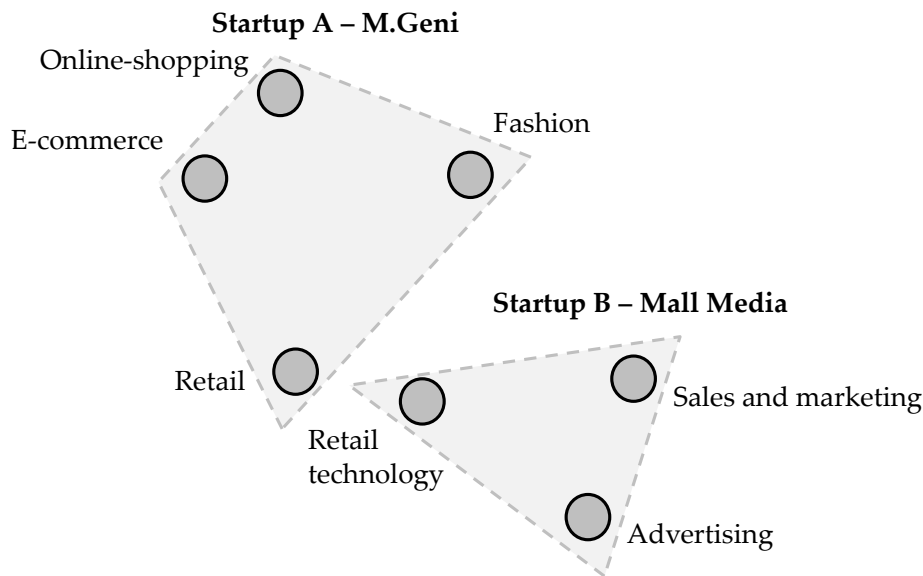 Startup A – M.Geni
Online-shopping
E-commerce
Fashion
Startup B – Mall Media
Retail
Sales and marketing
Retail
technology
Advertising